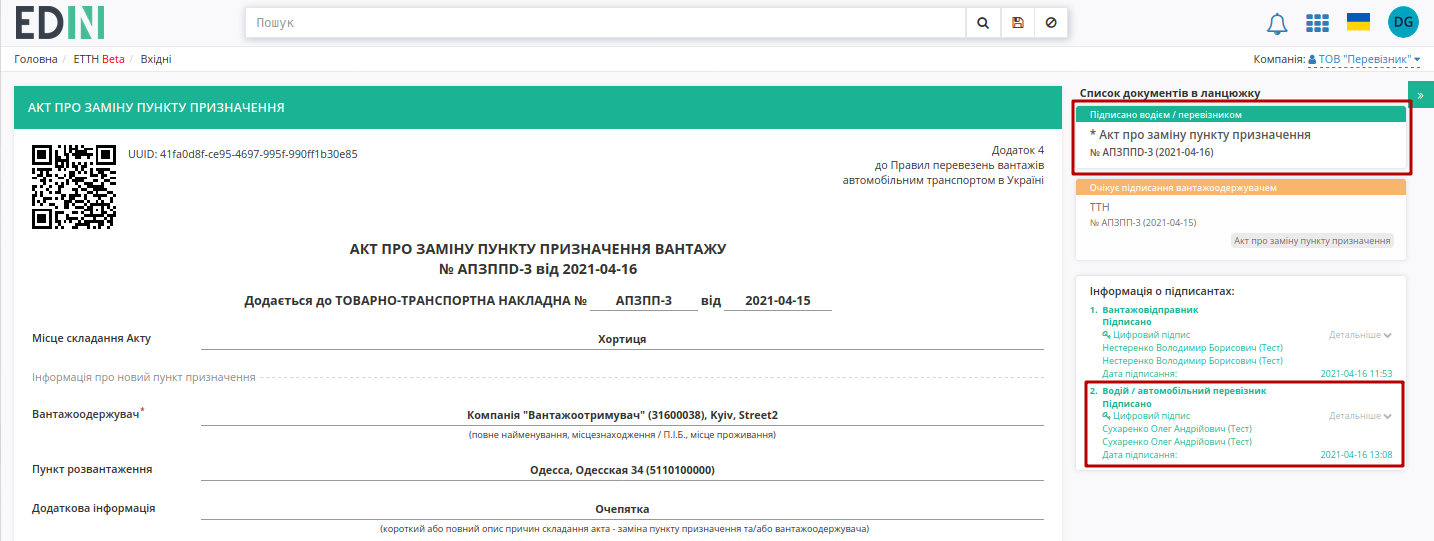 EDIN
Пошук
DG
Головна / ЕТТН Beta / Вхідні
Компанія: ТОВ "Перевізник"
АКТ ПРО ЗАМІНУ ПУНКТУ ПРИЗНАЧЕННЯ
UUID: 41fa0d8f-ce95-4697-995f-990ff1b30e85
Додаток 4
до Правил перевезень вантажів
автомобільним транспортом в Україні
АКТ ПРО ЗАМІНУ ПУНКТУ ПРИЗНАЧЕННЯ ВАНТАЖУ
№ АПЗППD-3 від 2021-04-16
Додається до ТОВАРНО-ТРАНСПОРТНА НАКЛАДНА № АПЗПП-3 від 2021-04-15
Місце складання Акту Хортиця
Інформація про новий пункт призначення
Вантажоодержувач* Компанія "Вантажоотримувач" (31600038), Kyiv, Street2
(повне найменування, місцезнаходження / П.І.Б., місце проживання)
Пункт розвантаження Одесса, Одесская 34 (5110100000)
Додаткова інформація Очепятка
(короткий або повний опис причин складання акта - заміна пункту призначення та/або вантажоодержувача)
Список документів в ланцюжку
»
Підписано водієм / перевізником
* Акт про заміну пункту призначення
№ АПЗППD-3 (2021-04-16)
Очікує підписання вантажоодержувачем
ТТН
№ АПЗПП-3 (2021-04-15)
Акт про заміну пункту призначення
Інформація о підписантах:
1. Вантажовідправник
Підписано
Цифровий підпис Детальніше
Нестеренко Володимир Борисович (Тест)
Нестеренко Володимир Борисович (Тест)
Дата підписання: 2021-04-16 11:53
2. Водій / автомобільний перевізник
Підписано
Цифровий підпис Детальніше
Сухаренко Олег Андрійович (Тест)
Сухаренко Олег Андрійович (Тест)
Дата підписання: 2021-04-16 13:08